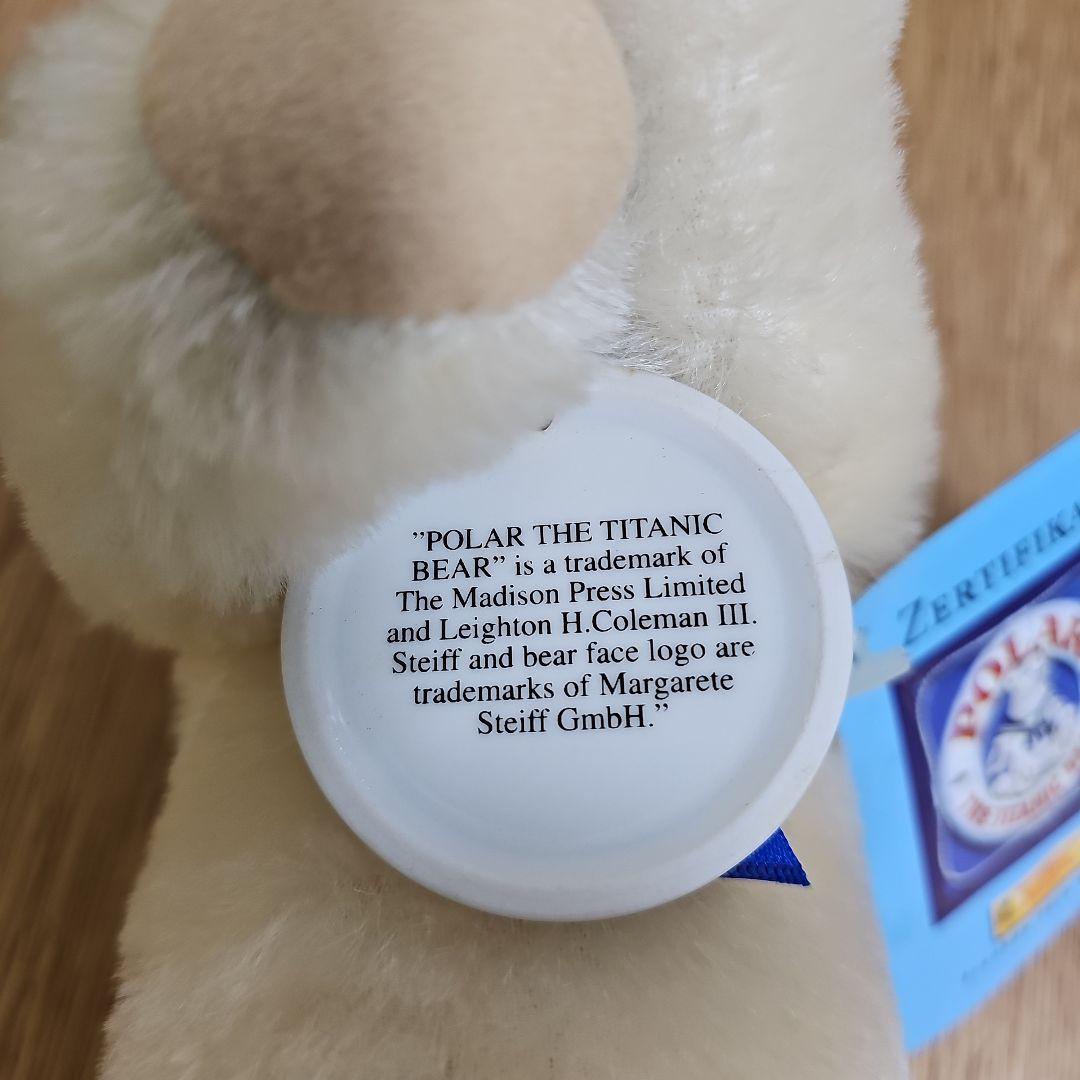 ”POLAR THE TITANIC
BEAR” is a trademark of
The Madison Press Limited
and Leighton H.Coleman III.
Steiff and bear face logo are
trademarks of Margarete
Steiff GmbH.”
ZERTIFIKA
POLAR